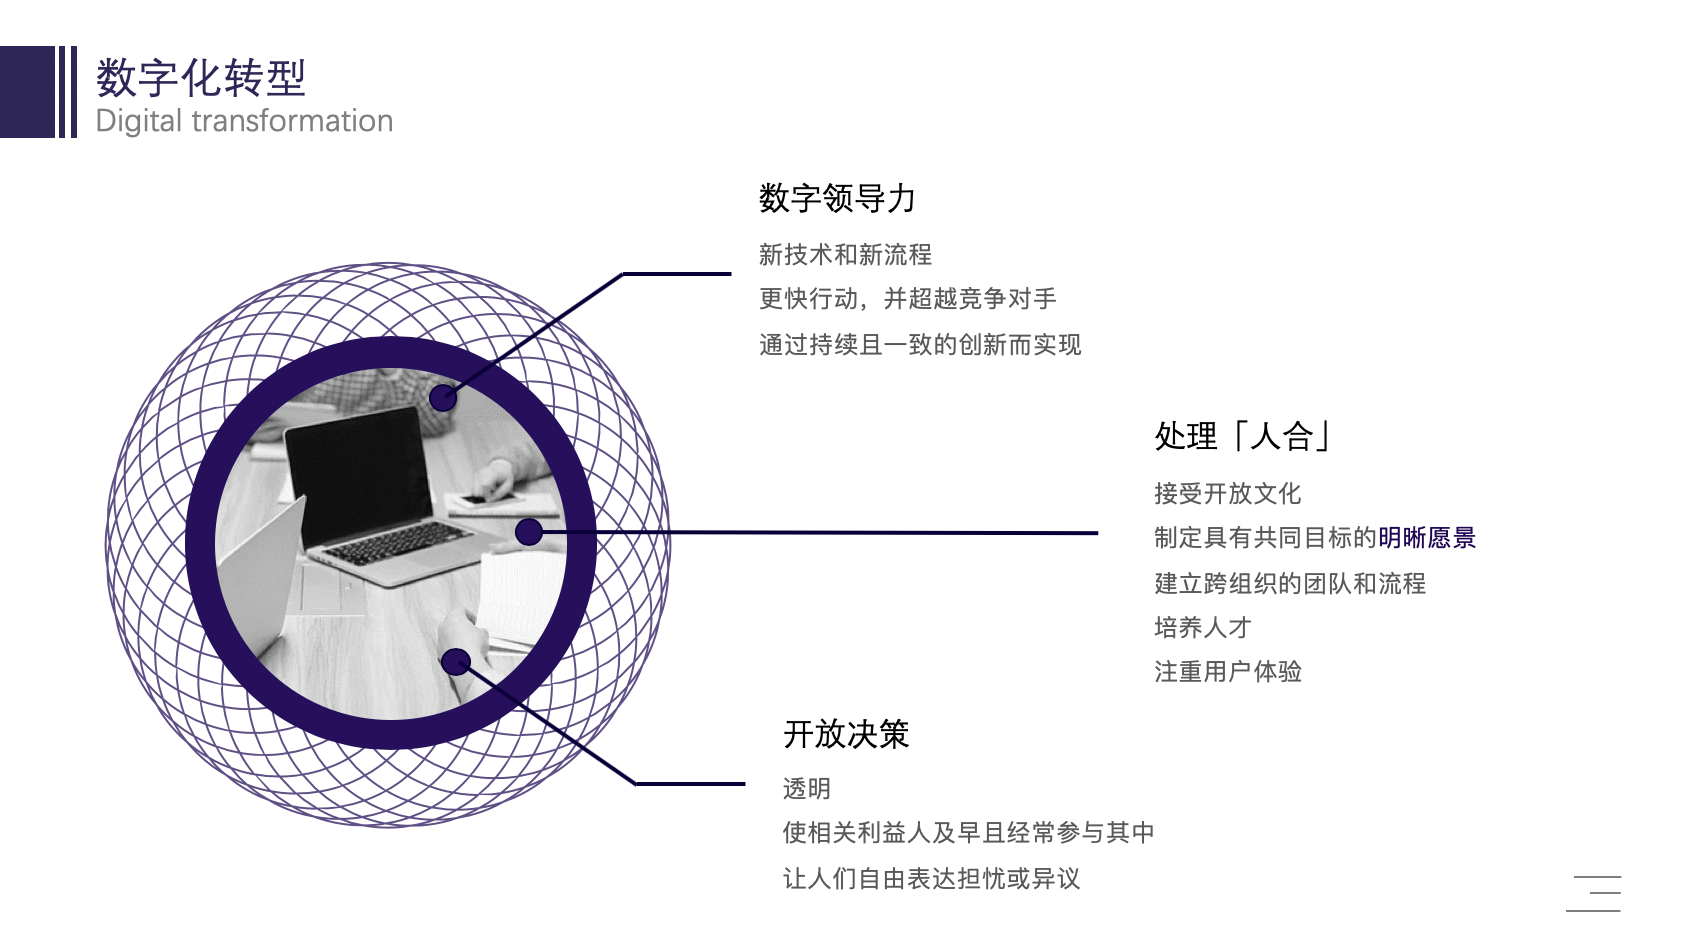 数字化转型
Digital transformation
数字领导力
新技术和新流程
更快行动，并超越竞争对手
通过持续且一致的创新而实现
处理「人合」
接受开放文化
制定具有共同目标的明晰愿景
建立跨组织的团队和流程
培养人才
注重用户体验
开放决策
透明
使相关利益人及早且经常参与其中
让人们自由表达担忧或异议